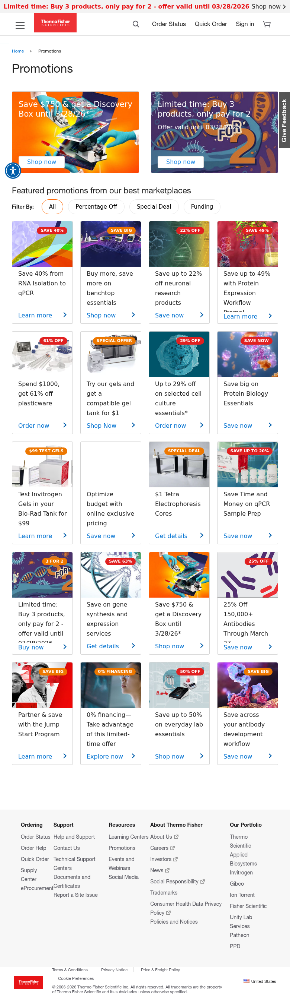 Limited time: Buy 3 products, only pay for 2 - offer valid until 03/28/2026 Shop now
ThermoFisher
SCIENTIFIC
Order Status
Quick Order
Sign in
Home
Promotions
Promotions
Save $750 & get a Discovery
Box until 3/28/26*
Shop now
Limited time: Buy 3
products, only pay for 2
Offer valid until 03/28/2026
3 FOR 2
Shop now
Give Feedback
Featured promotions from our best marketplaces
Filter By:
All
Percentage Off
Special Deal
Funding
SAVE 40%
Save 40% from
RNA Isolation to
qPCR
Learn more
SAVE BIG
Buy more, save
more on
benchtop
essentials
Shop now
22% OFF
Save up to 22%
off neuronal
research
products
Save now
SAVE 49%
Save up to 49%
with Protein
Expression
Workflow
Promo!
Learn more
61% OFF
Spend $1000,
get 61% off
plasticware
Order now
SPECIAL OFFER
Try our gels and
get a
compatible gel
tank for $1
Shop Now
29% OFF
Up to 29% off
on selected cell
culture
essentials*
Order now
SAVE NOW
Save big on
Protein Biology
Essentials
Save now
$99 TEST GELS
invitrogen
Test Invitrogen
Gels in your
Bio-Rad Tank for
$99
Learn more
Optimize
budget with
online exclusive
pricing
Save now
SPECIAL DEAL
$1 Tetra
Electrophoresis
Cores
Get details
SAVE UP TO 20%
invitrogen
Save Time and
Money on qPCR
Sample Prep
Save now
3 FOR 2
3 FOR 2
Limited time:
Buy 3 products,
only pay for 2 -
offer valid until
03/28/2026
Buy now
SAVE 63%
Save on gene
synthesis and
expression
services
Get details
Save $750 &
get a Discovery
Box until
3/28/26*
Shop now
25% OFF
25% Off
150,000+
Antibodies
Through March
27
Save now
SAVE BIG
Partner & save
with the Jump
Start Program
Learn more
0% FINANCING
0% financing—
Take advantage
of this limited-
time offer
Explore now
50% OFF
Save up to 50%
on everyday lab
essentials
Shop now
SAVE BIG
Save across
your antibody
development
workflow
Save now
Ordering
Order Status
Order Help
Quick Order
Supply
Center
eProcurement
Support
Help and Support
Contact Us
Technical Support
Centers
Documents and
Certificates
Report a Site Issue
Resources
Learning Centers
Promotions
Events and
Webinars
Social Media
About Thermo Fisher
About Us
Careers
Investors
News
Social Responsibility
Trademarks
Consumer Health Data Privacy
Policy
Policies and Notices
Our Portfolio
Thermo
Scientific
Applied
Biosystems
Invitrogen
Gibco
Ion Torrent
Fisher Scientific
Unity Lab
Services
Patheon
PPD
ThermoFisher
SCIENTIFIC
Terms & Conditions
Privacy Notice
Price & Freight Policy
Cookie Preferences
© 2006-2026 Thermo Fisher Scientific Inc. All rights reserved. All trademarks are the property
of Thermo Fisher Scientific and its subsidiaries unless otherwise specified.
United States